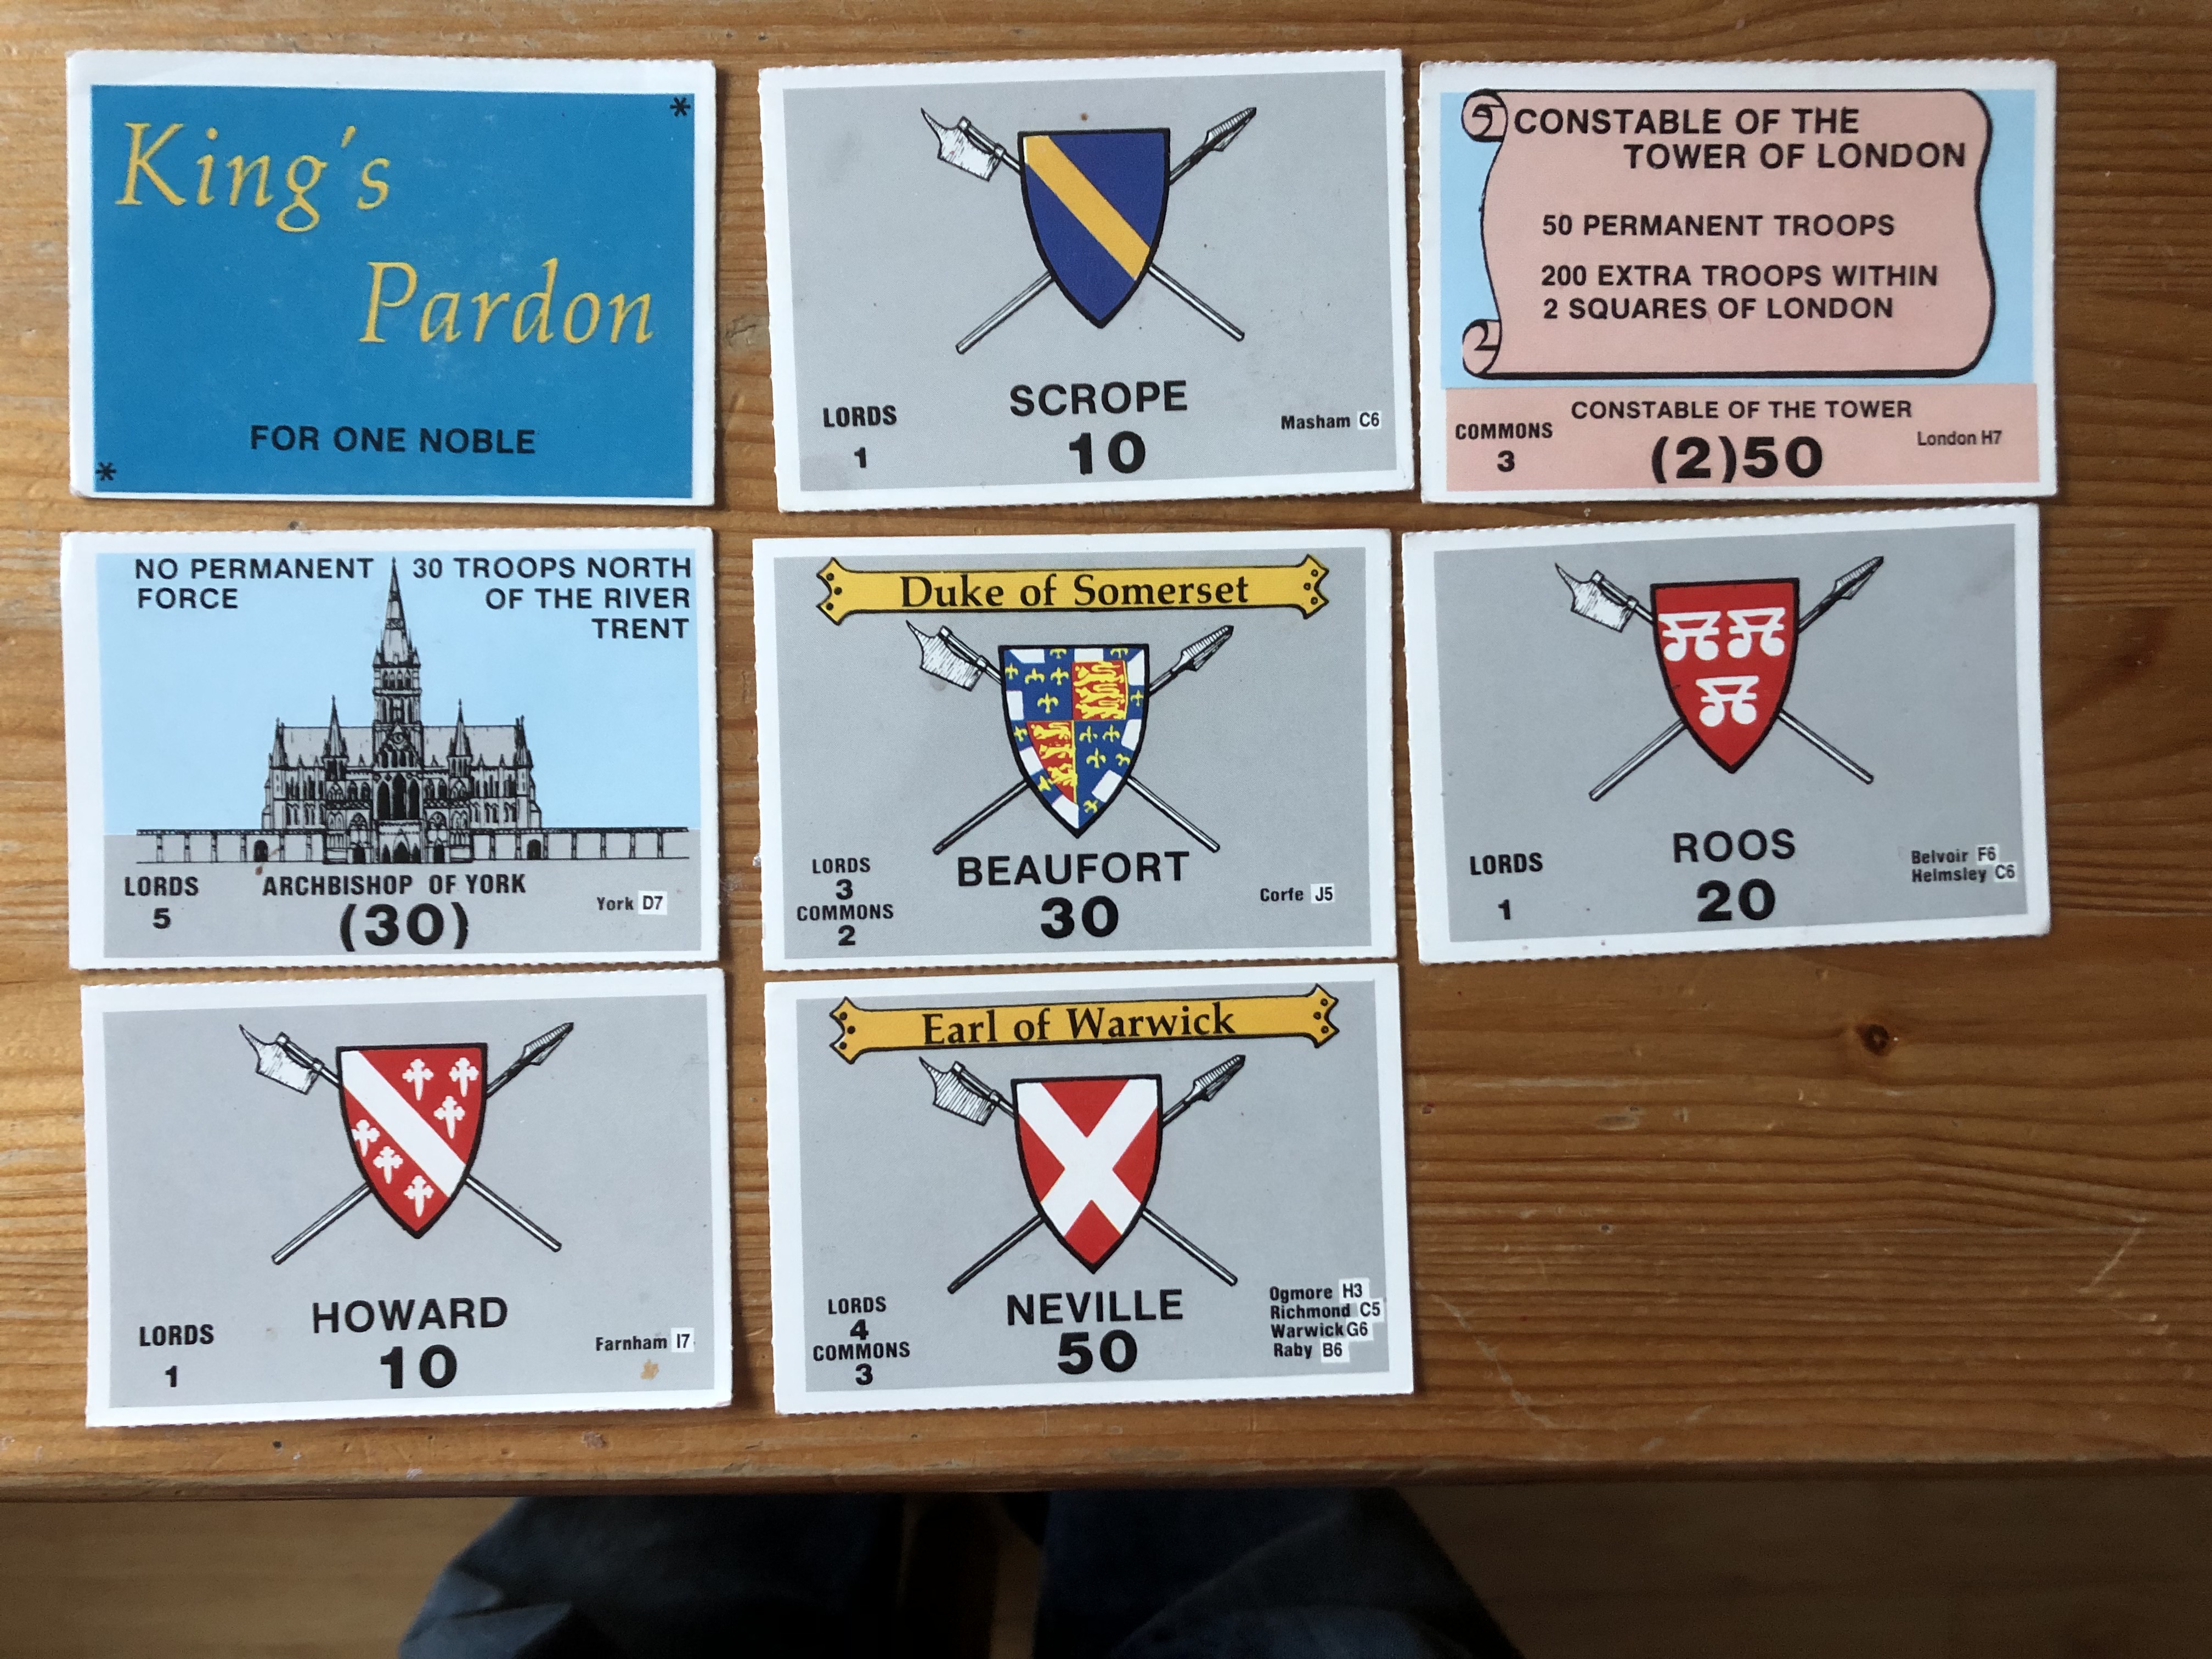 *
King's
Pardon
FOR ONE NOBLE
*
SCROPE
LORDS
1
10
Masham C6
CONSTABLE OF THE
TOWER OF LONDON
50 PERMANENT TROOPS
200 EXTRA TROOPS WITHIN
2 SQUARES OF LONDON
CONSTABLE OF THE TOWER
COMMONS
3
(2)50
London H7
NO PERMANENT
FORCE
30 TROOPS NORTH
OF THE RIVER
TRENT
ARCHBISHOP OF YORK
LORDS
5
(30)
York D7
Duke of Somerset
BEAUFORT
LORDS
3
COMMONS
2
30
Corfe J5
ROOS
LORDS
1
20
Belvoir F6
Helmsley C6
HOWARD
LORDS
1
10
Farnham I7
Earl of Warwick
NEVILLE
LORDS
4
COMMONS
3
50
Ogmore H3
Richmond C5
Warwick G6
Raby B6